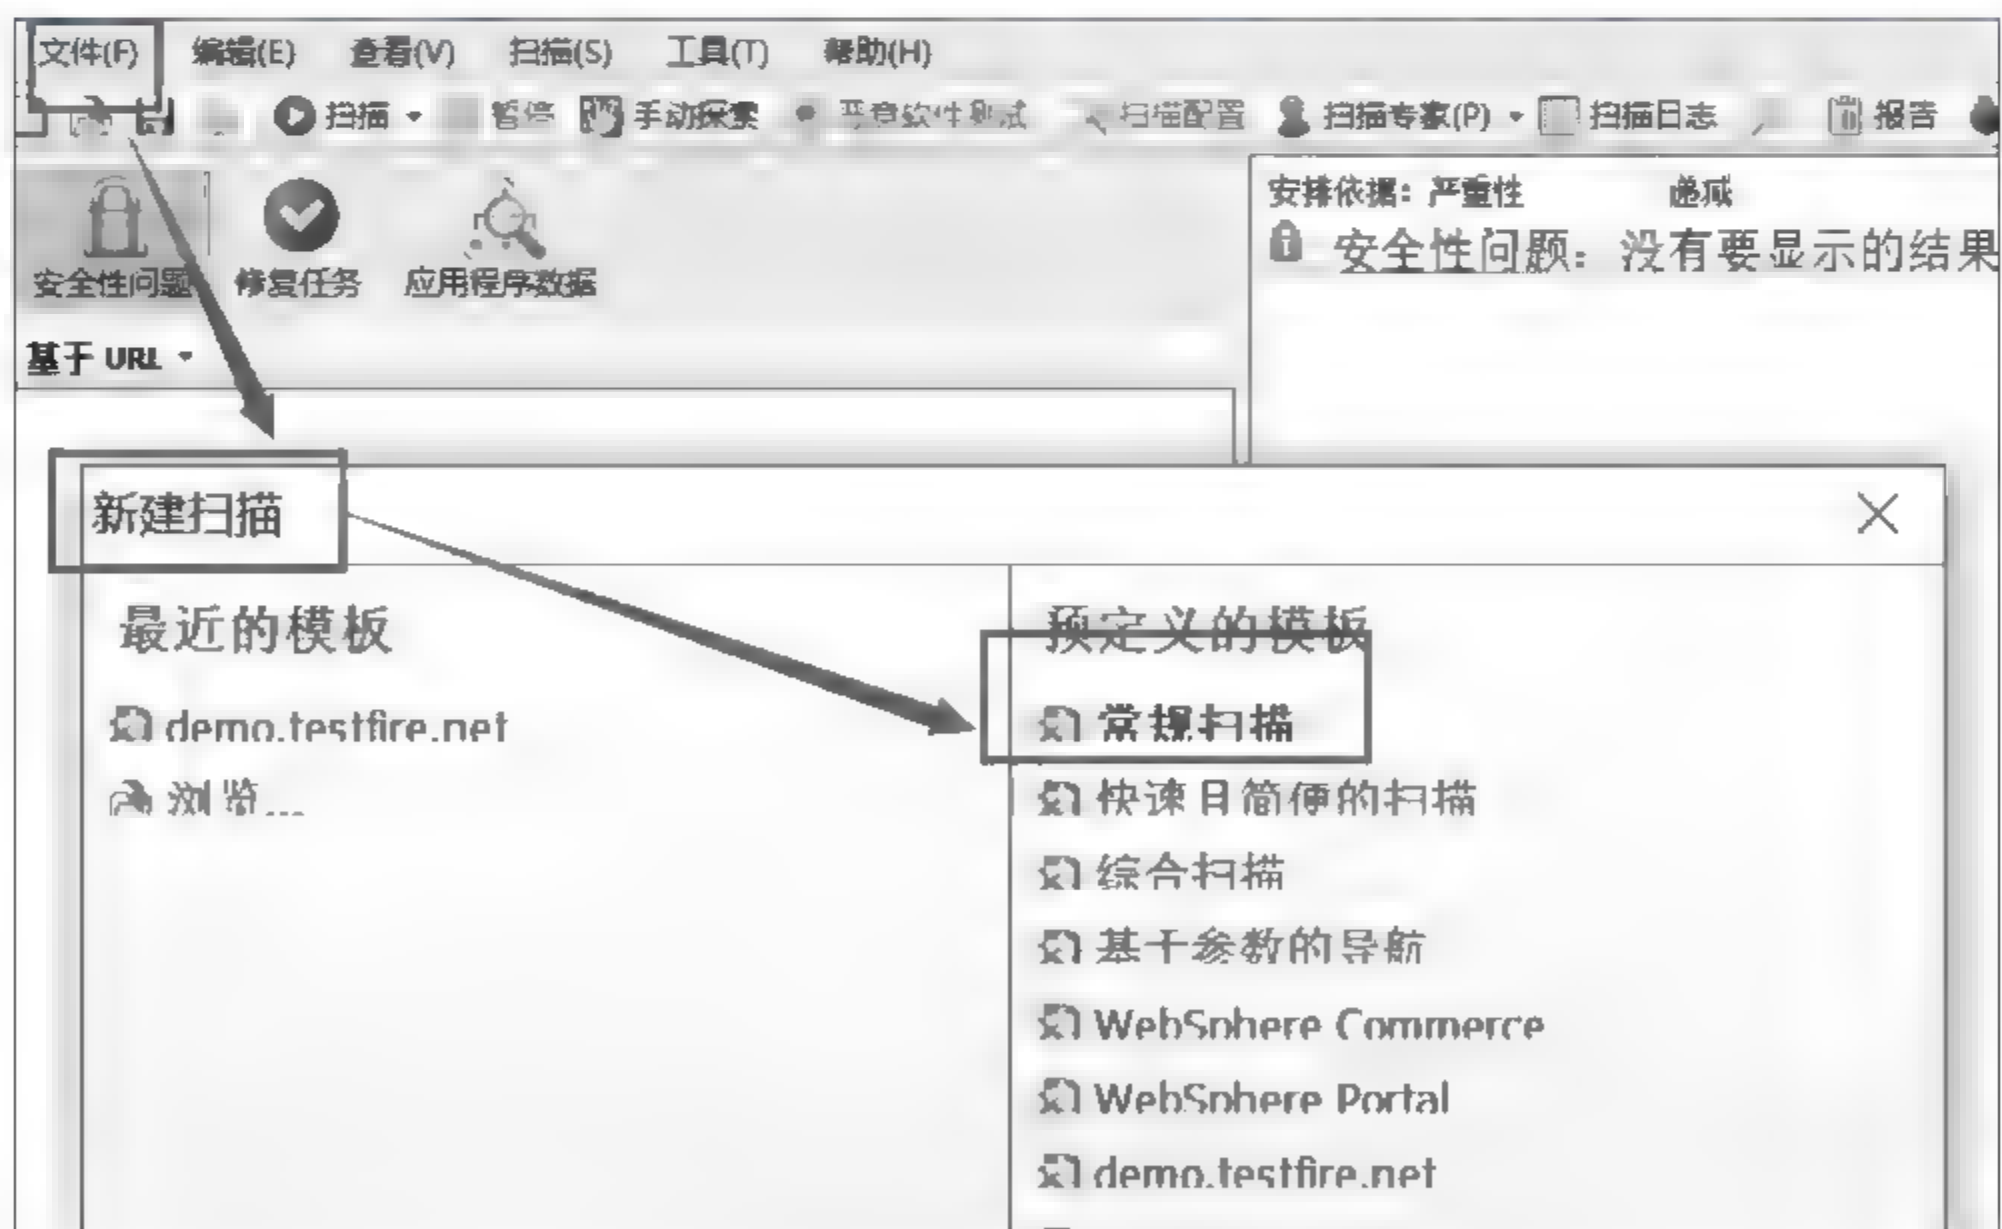 文件(F) 编辑(E) 查看(V) 扫描(S) 工具(T) 帮助(H)
扫描 暂停 手动探索 恶意软件测试 扫描配置 扫描专家(P) 扫描日志 报告
安全性问题 修复任务 应用程序数据
基于 URL
安排依据：严重性 递减
安全性问题：没有要显示的结果
新建扫描
最近的模板
demo.testfire.net
浏览...
预定义的模板
常规扫描
快速且简便的扫描
综合扫描
基于参数的导航
WebSphere Commerce
WebSphere Portal
demo.testfire.net